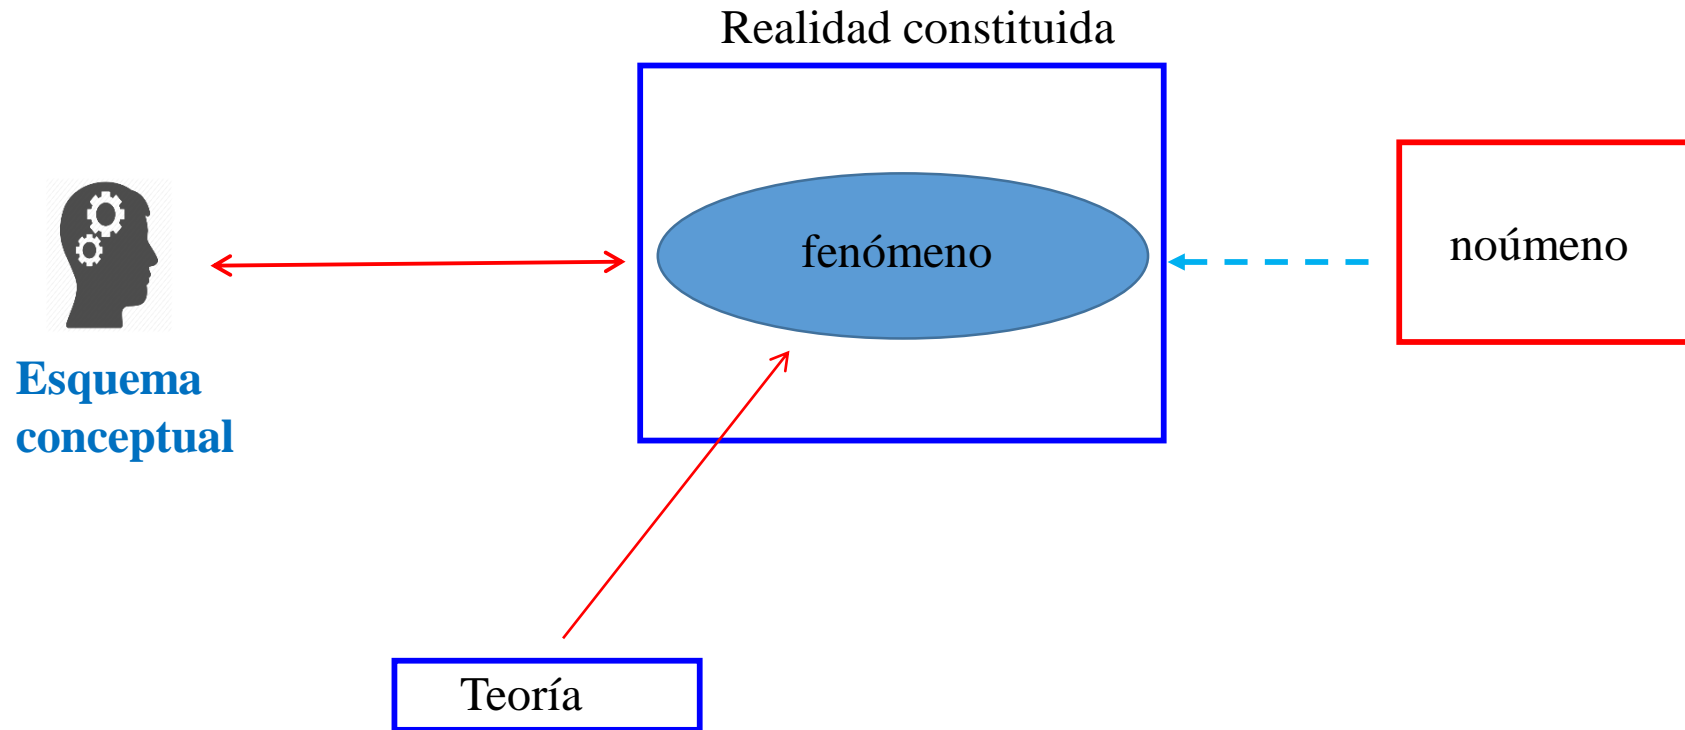 Realidad constituida
fenómeno
noúmeno
Esquema
conceptual
Teoría